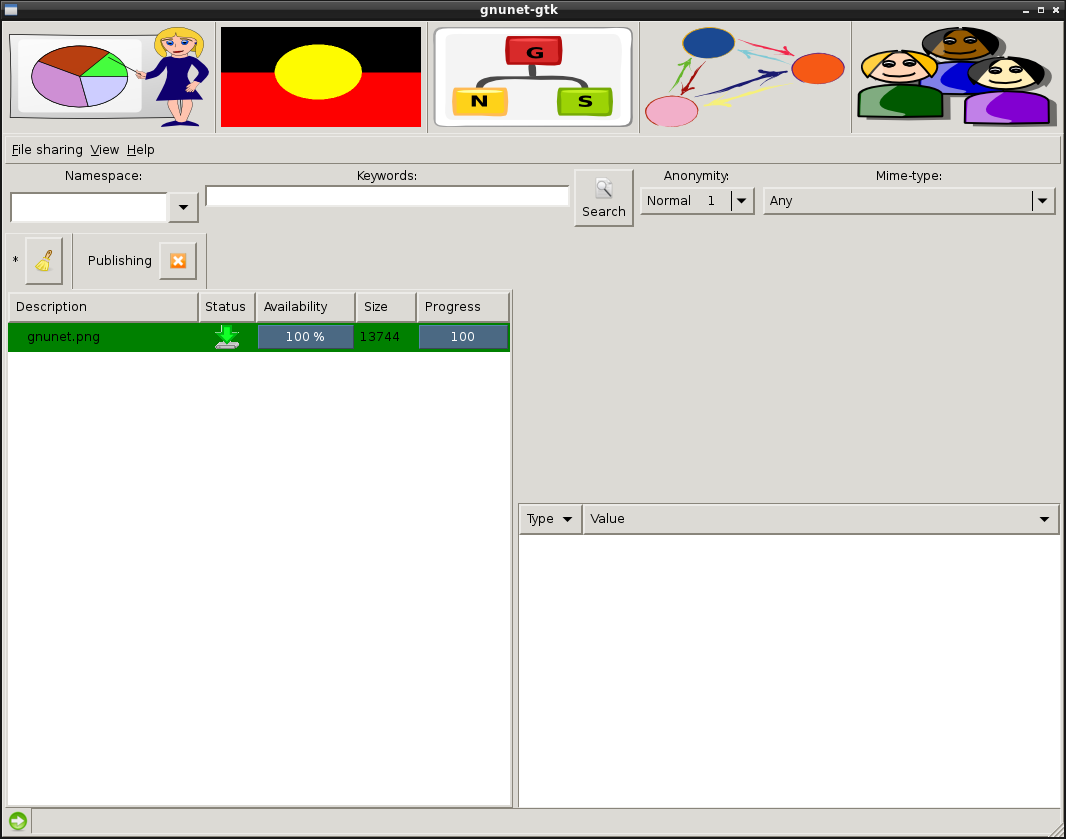 gnunet-gtk
G
N S
File sharing View Help
Namespace: Keywords: Anonymity: Mime-type:
Search Normal 1 Any
* Publishing
Description Status Availability Size Progress
gnunet.png 100 % 13744 100
Type Value